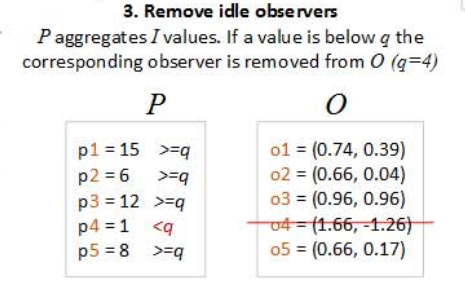 3. Remove idle observers
P aggregates I values. If a value is below q the
corresponding observer is removed from O (q=4)
P
O
p1 = 15 >=q
p2 = 6 >=q
p3 = 12 >=q
p4 = 1 <q
p5 = 8 >=q
o1 = (0.74, 0.39)
o2 = (0.66, 0.04)
o3 = (0.96, 0.96)
o4 = (1.66, -1.26)
o5 = (0.66, 0.17)